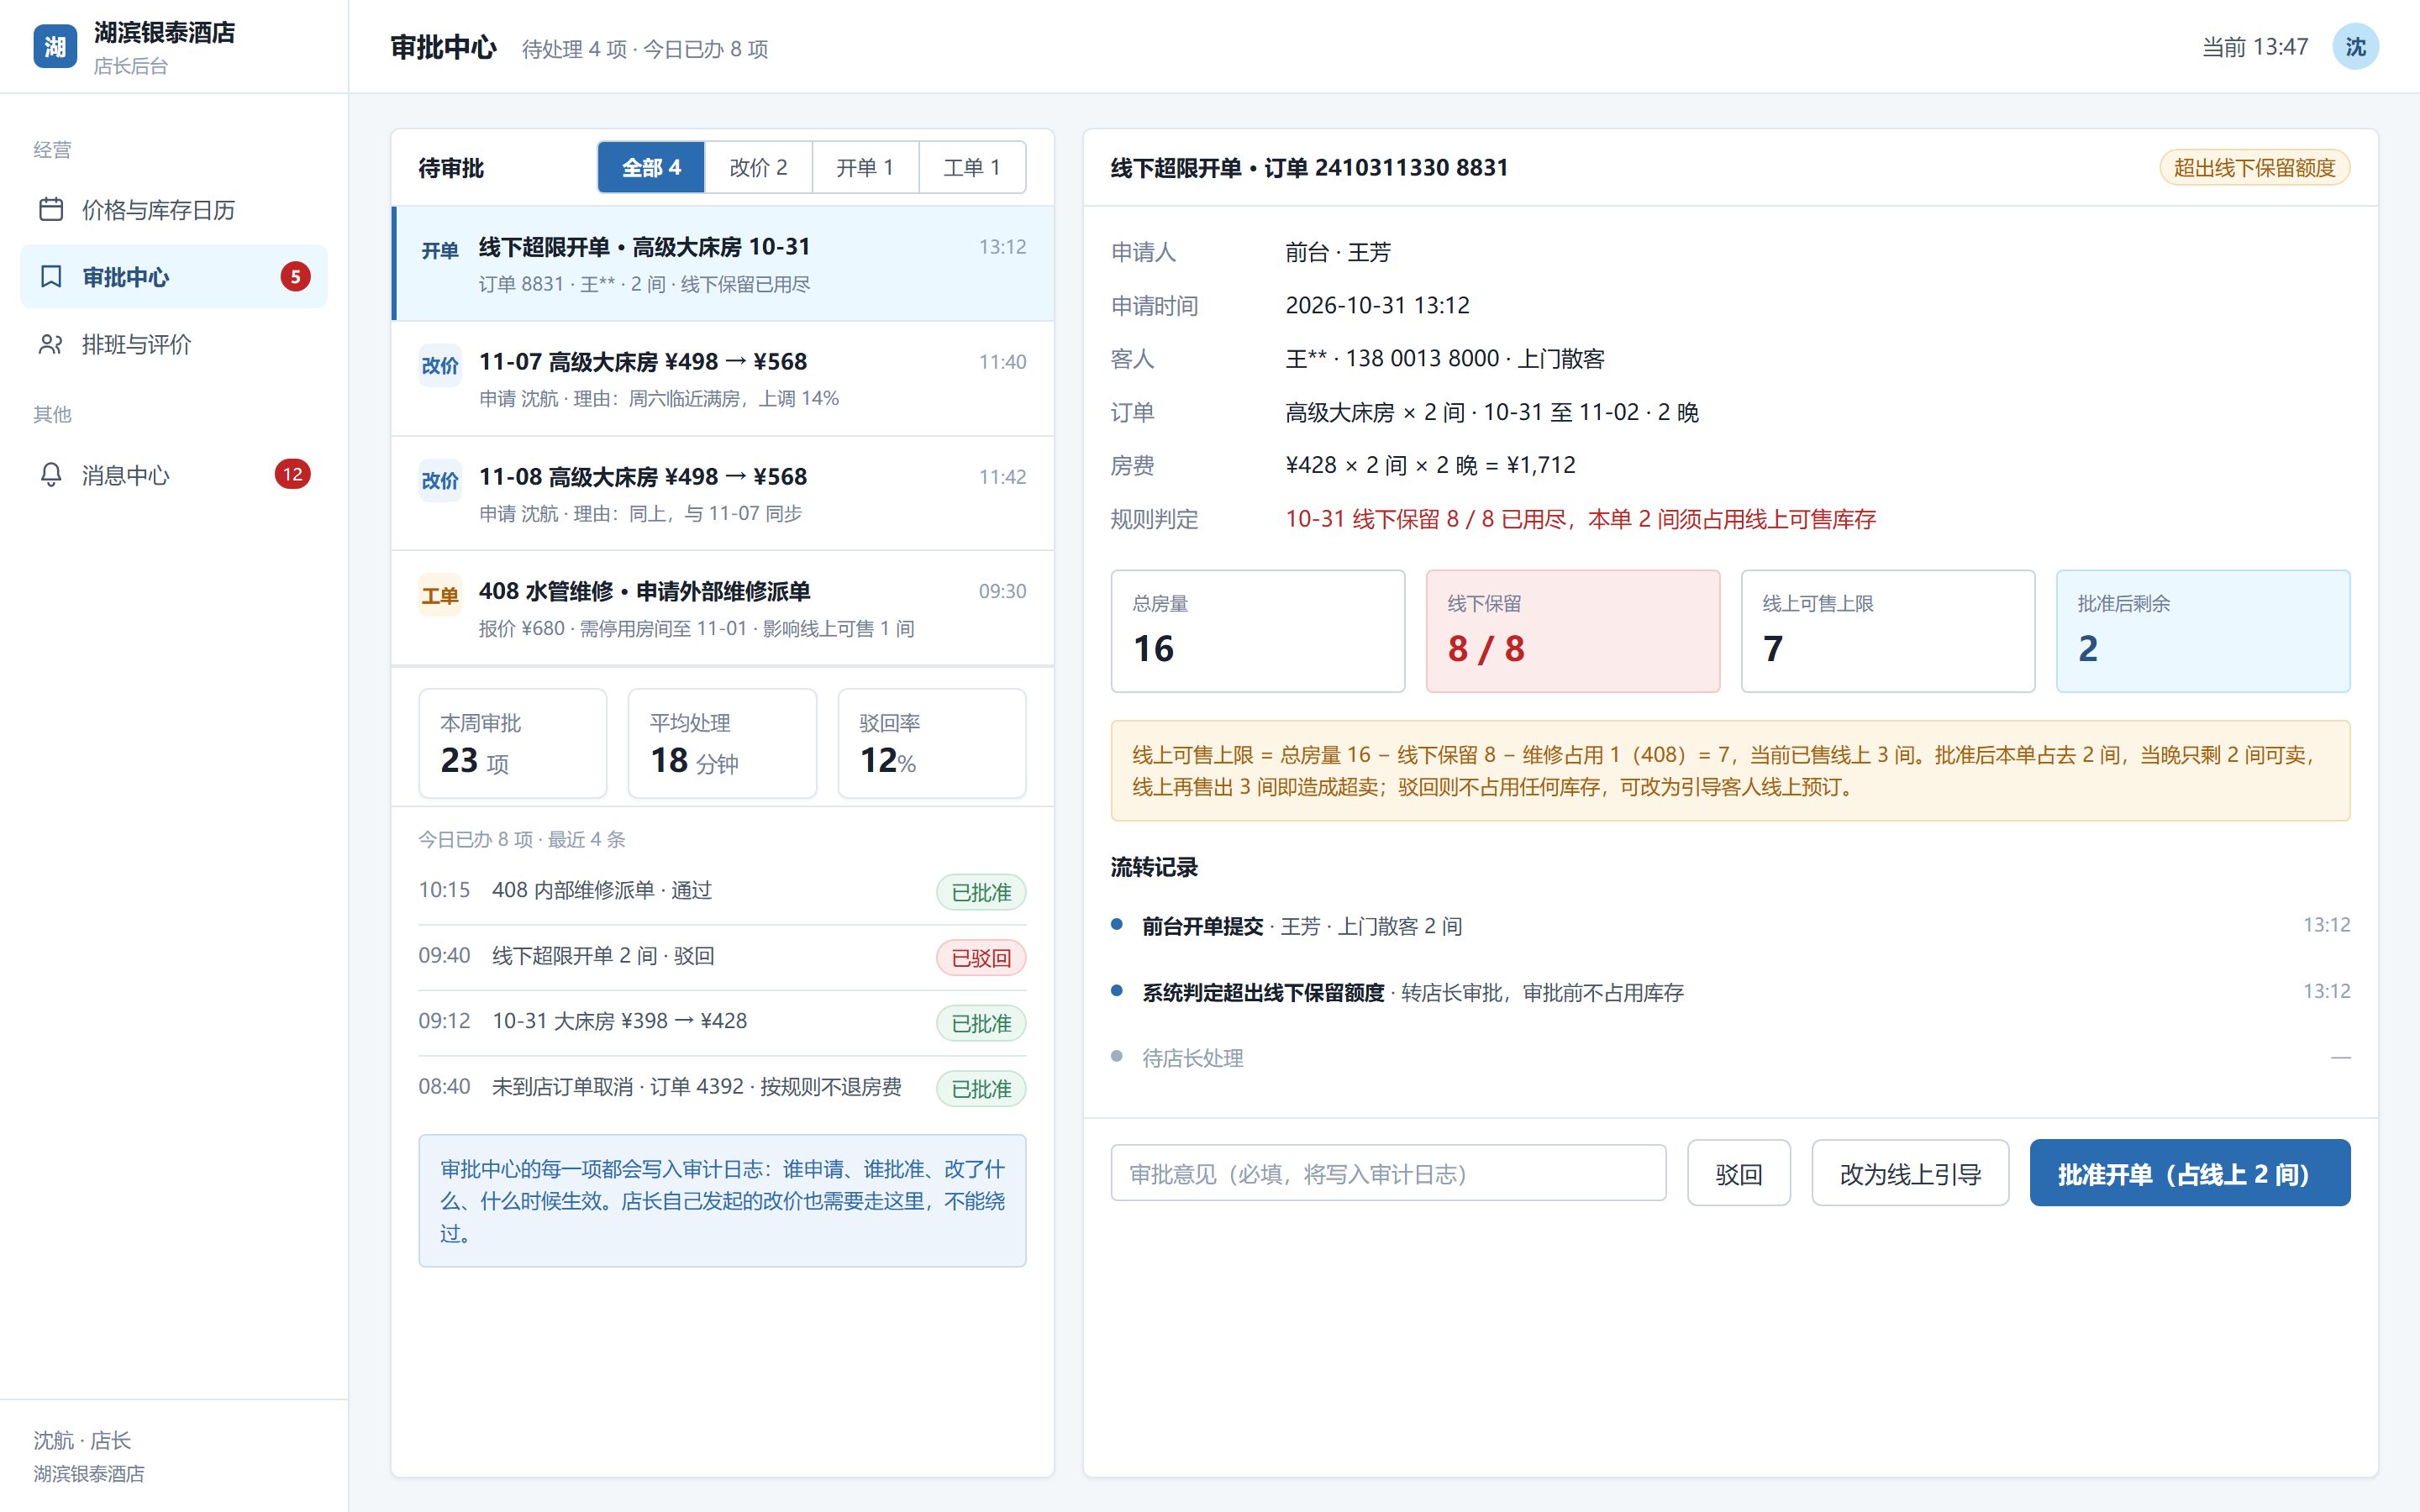 湖
湖滨银泰酒店
店长后台
经营
价格与库存日历
审批中心
5
排班与评价
其他
消息中心
12
沈航 · 店长
湖滨银泰酒店
审批中心 待处理 4 项 · 今日已办 8 项
当前 13:47 沈
待审批
全部 4 改价 2 开单 1 工单 1
开单 线下超限开单 • 高级大床房 10-31 13:12
订单 8831 · 王** · 2 间 · 线下保留已用尽
改价 11-07 高级大床房 ¥498 → ¥568 11:40
申请 沈航 · 理由：周六临近满房，上调 14%
改价 11-08 高级大床房 ¥498 → ¥568 11:42
申请 沈航 · 理由：同上，与 11-07 同步
工单 408 水管维修 • 申请外部维修派单 09:30
报价 ¥680 · 需停用房间至 11-01 · 影响线上可售 1 间
本周审批
23 项
平均处理
18 分钟
驳回率
12%
今日已办 8 项 · 最近 4 条
10:15 408 内部维修派单 · 通过 已批准
09:40 线下超限开单 2 间 · 驳回 已驳回
09:12 10-31 大床房 ¥398 → ¥428 已批准
08:40 未到店订单取消 · 订单 4392 · 按规则不退房费 已批准
审批中心的每一项都会写入审计日志：谁申请、谁批准、改了什
么、什么时候生效。店长自己发起的改价也需要走这里，不能绕
过。
线下超限开单 • 订单 2410311330 8831 超出线下保留额度
申请人 前台 · 王芳
申请时间 2026-10-31 13:12
客人 王** · 138 0013 8000 · 上门散客
订单 高级大床房 × 2 间 · 10-31 至 11-02 · 2 晚
房费 ¥428 × 2 间 × 2 晚 = ¥1,712
规则判定 10-31 线下保留 8 / 8 已用尽，本单 2 间须占用线上可售库存
总房量
16
线下保留
8 / 8
线上可售上限
7
批准后剩余
2
线上可售上限 = 总房量 16 − 线下保留 8 − 维修占用 1（408）= 7，当前已售线上 3 间。批准后本单占去 2 间，当晚只剩 2 间可卖，
线上再售出 3 间即造成超卖；驳回则不占用任何库存，可改为引导客人线上预订。
流转记录
前台开单提交 · 王芳 · 上门散客 2 间 13:12
系统判定超出线下保留额度 · 转店长审批，审批前不占用库存 13:12
待店长处理 —
审批意见（必填，将写入审计日志） 驳回 改为线上引导 批准开单（占线上 2 间）